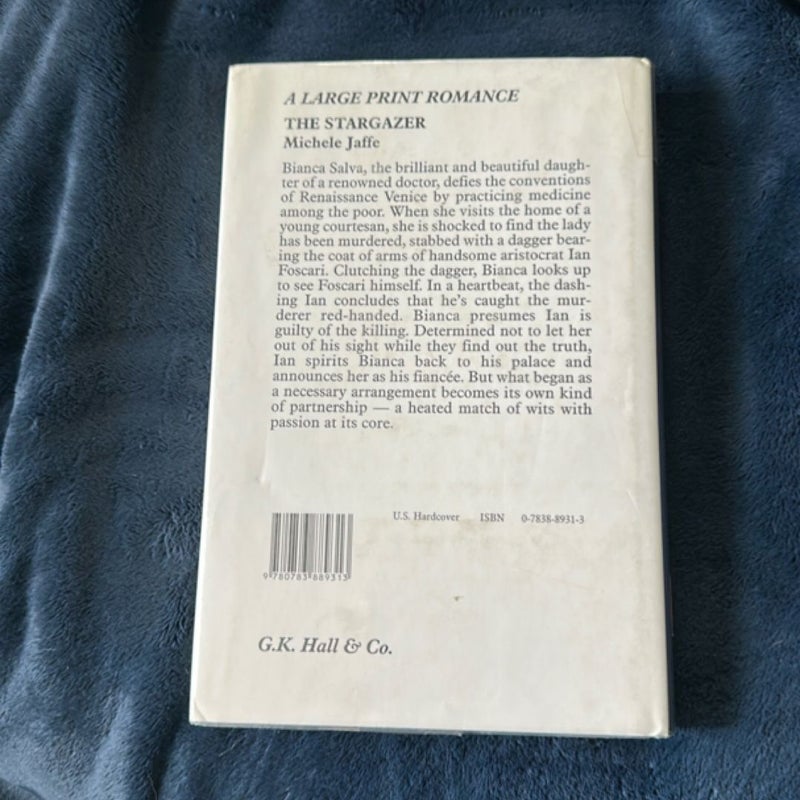 A LARGE PRINT ROMANCE
THE STARGAZER
Michele Jaffe
Bianca Salva, the brilliant and beautiful daugh-
ter of a renowned doctor, defies the conventions
of Renaissance Venice by practicing medicine
among the poor. When she visits the home of a
young courtesan, she is shocked to find the lady
has been murdered, stabbed with a dagger bear-
ing the coat of arms of handsome aristocrat Ian
Foscari. Clutching the dagger, Bianca looks up
to see Foscari himself. In a heartbeat, the dash-
ing Ian concludes that he's caught the mur-
derer red-handed. Bianca presumes Ian is
guilty of the killing. Determined not to let her
out of his sight while they find out the truth,
Ian spirits Bianca back to his palace and
announces her as his fiancée. But what began as
a necessary arrangement becomes its own kind
of partnership — a heated match of wits with
passion at its core.
U.S. Hardcover ISBN 0-7838-8931-3
9 780783 889313
G.K. Hall & Co.